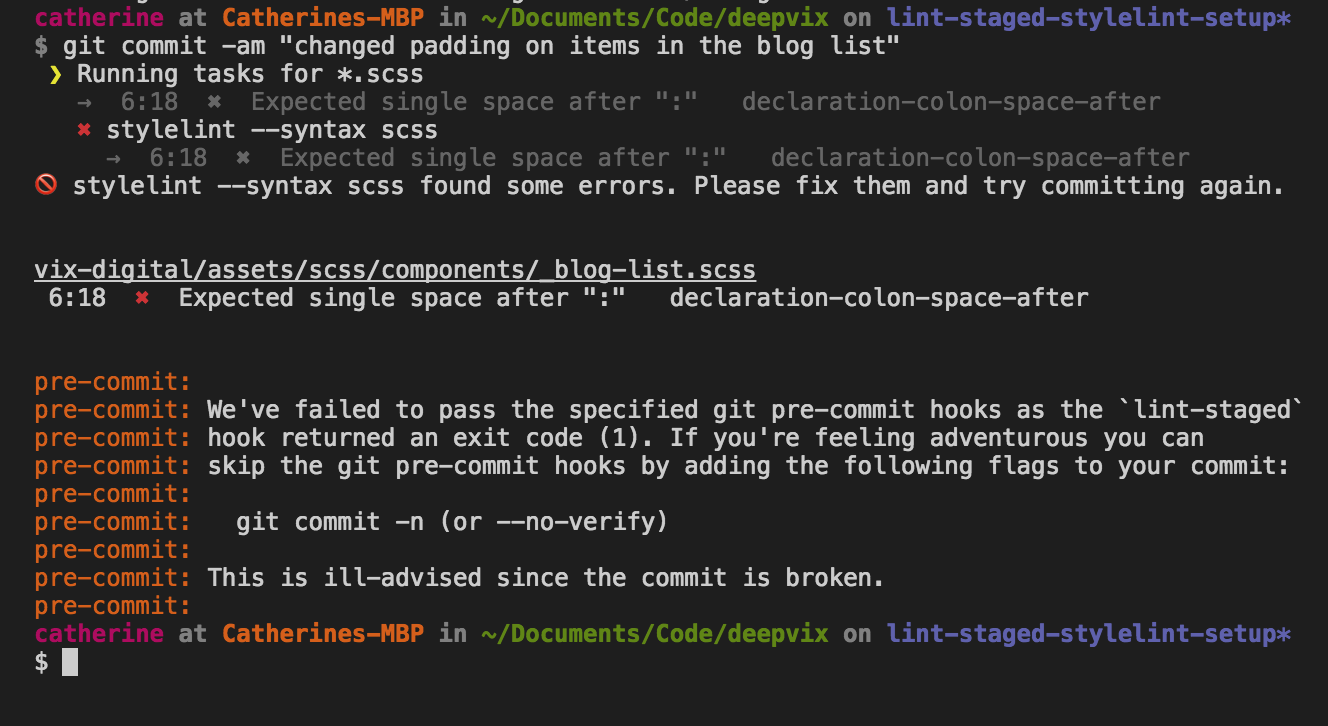 catherine at Catherines-MBP in ~/Documents/Code/deepvix on lint-staged-stylelint-setup*
$ git commit -am "changed padding on items in the blog list"
❯ Running tasks for *.scss
→ 6:18 ✖ Expected single space after ":" declaration-colon-space-after
✖ stylelint --syntax scss
→ 6:18 ✖ Expected single space after ":" declaration-colon-space-after
🚫 stylelint --syntax scss found some errors. Please fix them and try committing again.
vix-digital/assets/scss/components/_blog-list.scss
6:18 ✖ Expected single space after ":" declaration-colon-space-after
pre-commit:
pre-commit: We've failed to pass the specified git pre-commit hooks as the `lint-staged`
pre-commit: hook returned an exit code (1). If you're feeling adventurous you can
pre-commit: skip the git pre-commit hooks by adding the following flags to your commit:
pre-commit:
pre-commit: git commit -n (or --no-verify)
pre-commit:
pre-commit: This is ill-advised since the commit is broken.
pre-commit:
catherine at Catherines-MBP in ~/Documents/Code/deepvix on lint-staged-stylelint-setup*
$